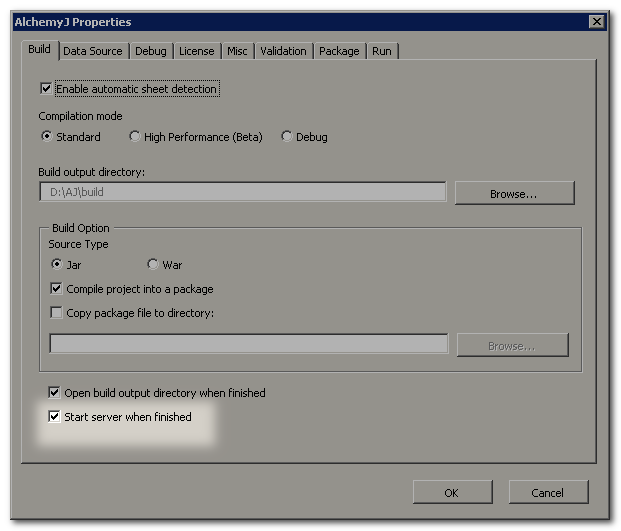 AlchemyJ Properties
Build Data Source Debug License Misc Validation Package Run
Enable automatic sheet detection
Compilation mode
Standard High Performance (Beta) Debug
Build output directory:
D:\AJ\build Browse...
Build Option
Source Type
Jar War
Compile project into a package
Copy package file to directory:
Browse...
Open build output directory when finished
Start server when finished
OK Cancel